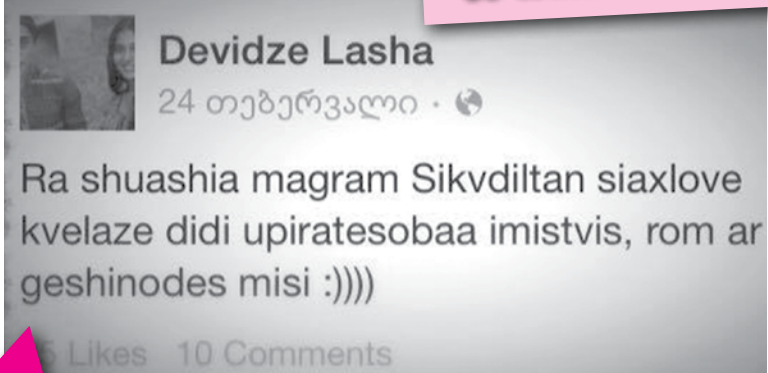 Devidze Lasha
24 თებერვალი ·
Ra shuashia magram Sikvdiltan siaxlove
kvelaze didi upiratesobaa imistvis, rom ar
geshinodes misi :))))
Likes 10 Comments